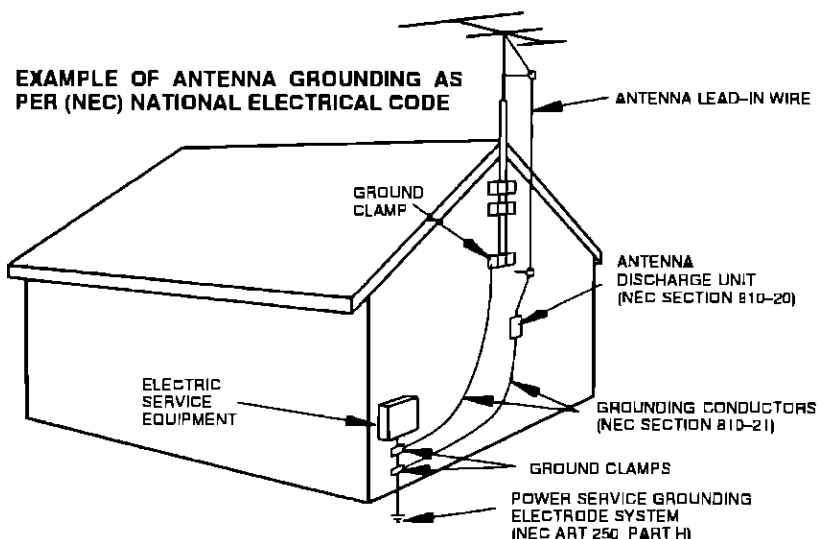 EXAMPLE OF ANTENNA GROUNDING AS
PER (NEC) NATIONAL ELECTRICAL CODE
ANTENNA LEAD-IN WIRE
GROUND
CLAMP
ANTENNA
DISCHARGE UNIT
(NEC SECTION 810-20)
ELECTRIC
SERVICE
EQUIPMENT
GROUNDING CONDUCTORS
(NEC SECTION 810-21)
GROUND CLAMPS
POWER SERVICE GROUNDING
ELECTRODE SYSTEM
(NEC ART 250 PART H)